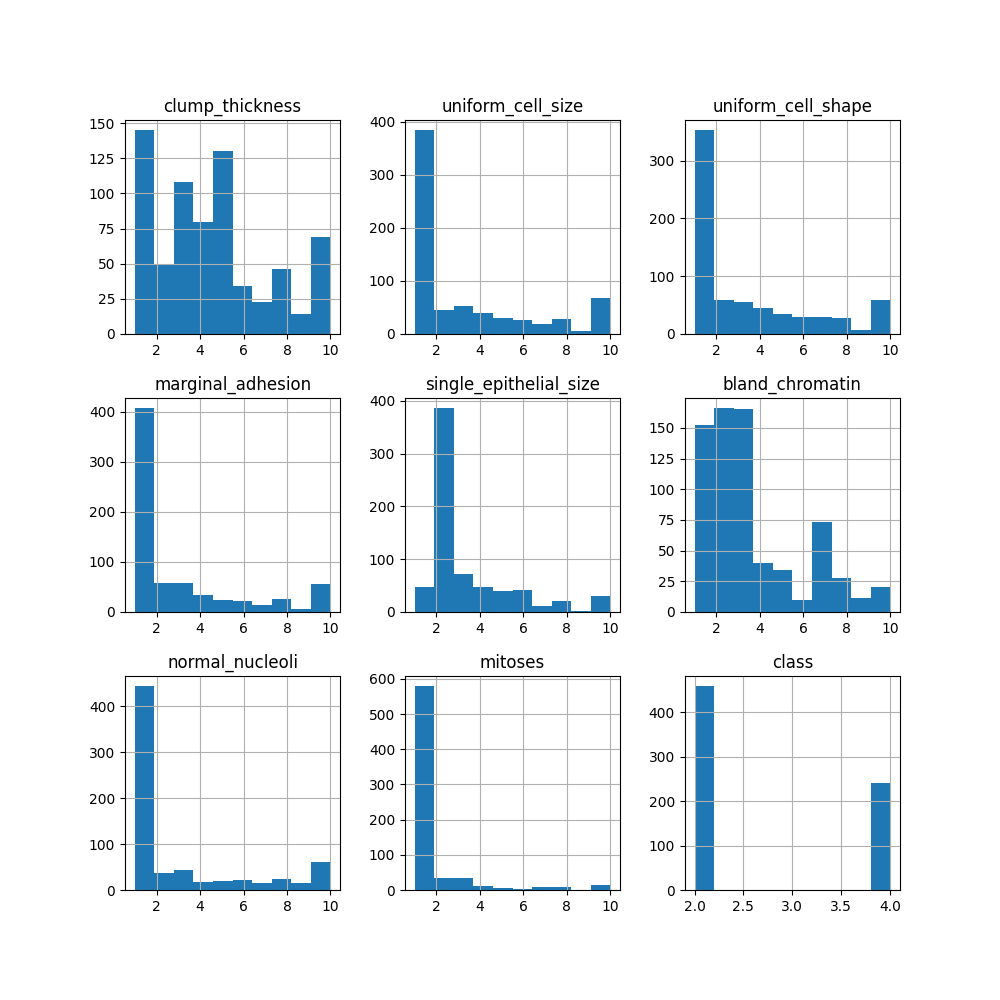 clump_thickness
150
125
100
75
50
25
0
2 4 6 8 10
uniform_cell_size
400
300
200
100
0
2 4 6 8 10
uniform_cell_shape
300
200
100
0
2 4 6 8 10
marginal_adhesion
400
300
200
100
0
2 4 6 8 10
single_epithelial_size
400
300
200
100
0
2 4 6 8 10
bland_chromatin
150
125
100
75
50
25
0
2 4 6 8 10
normal_nucleoli
400
300
200
100
0
2 4 6 8 10
mitoses
600
500
400
300
200
100
0
2 4 6 8 10
class
400
300
200
100
0
2.0 2.5 3.0 3.5 4.0